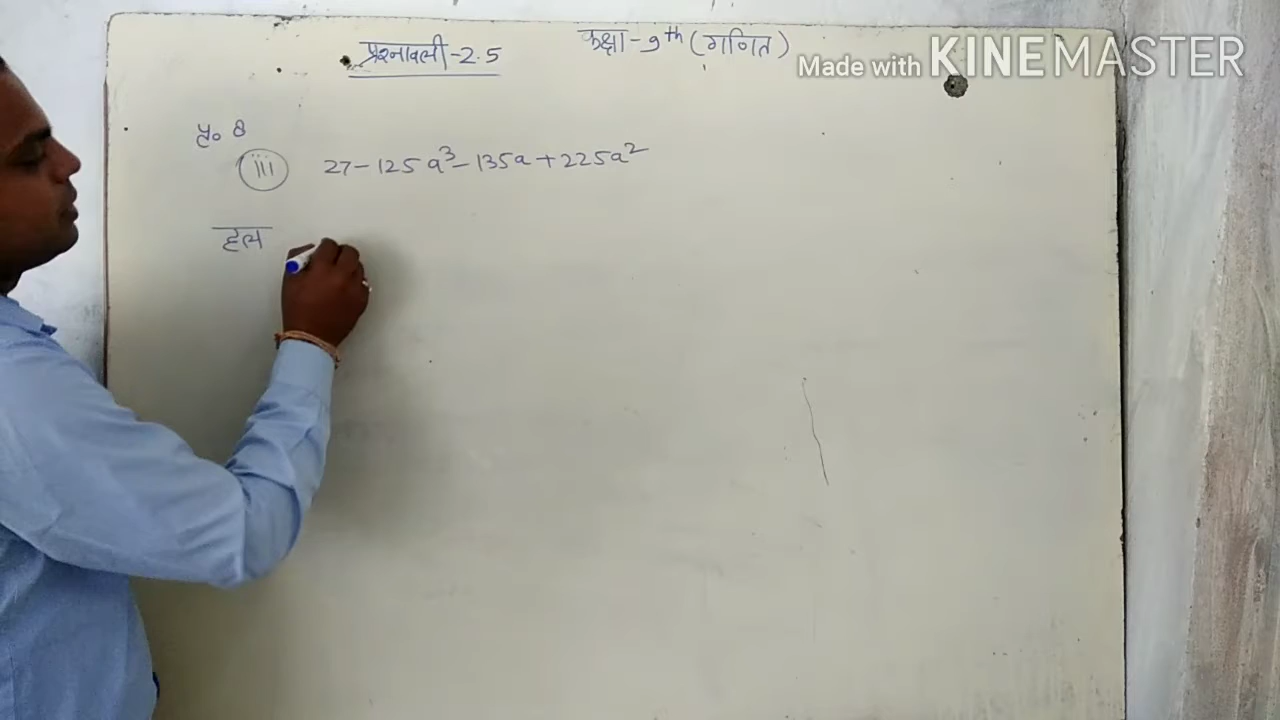 प्रश्नावली-2.5 कक्षा-9th (गणित)
Made with KINEMASTER
प्र० 8
iii 27-125a³-135a+225a²
हल